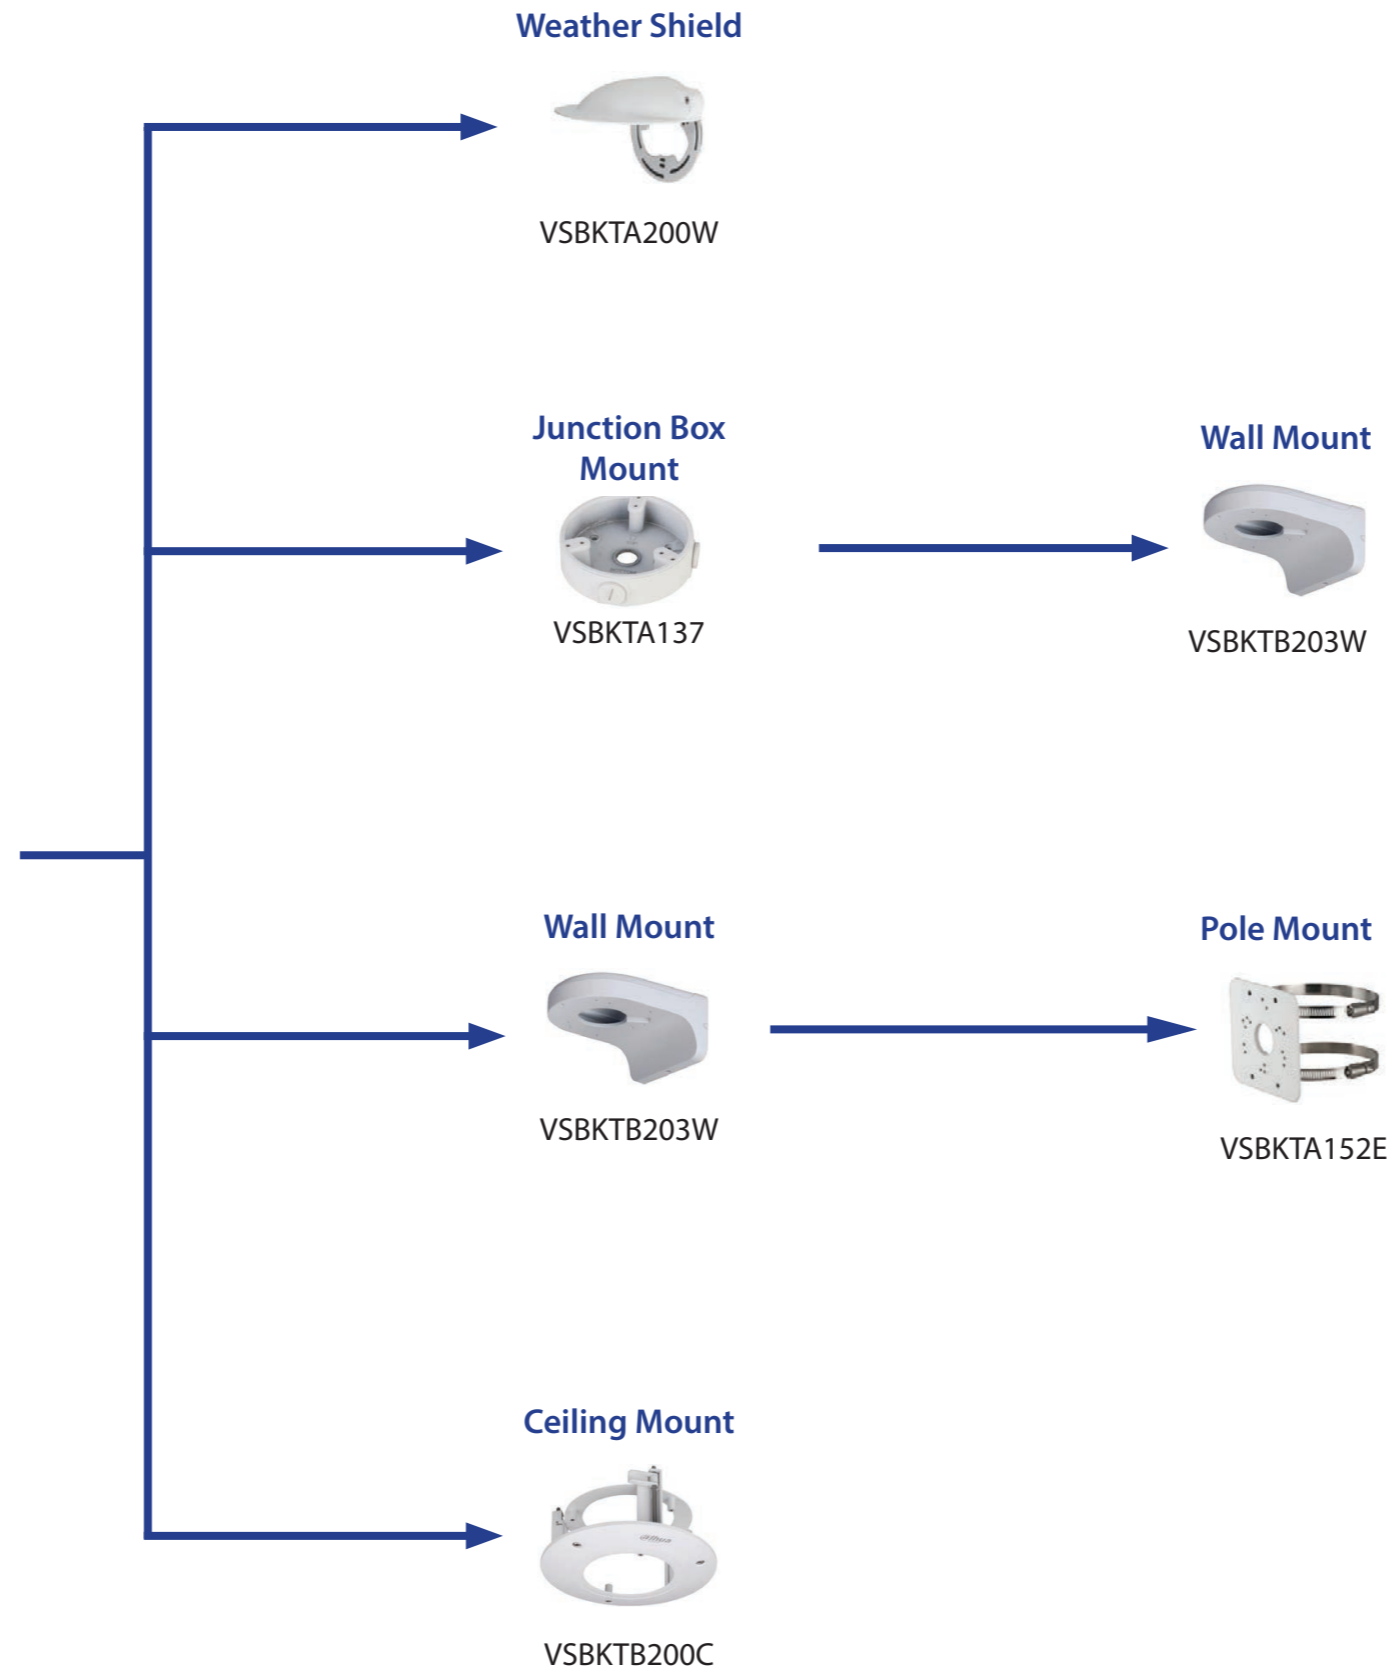 Weather Shield
VSBKTA200W
Junction Box
Mount
VSBKTA137
Wall Mount
VSBKTB203W
Wall Mount
VSBKTB203W
Pole Mount
VSBKTA152E
Ceiling Mount
alhua
VSBKTB200C